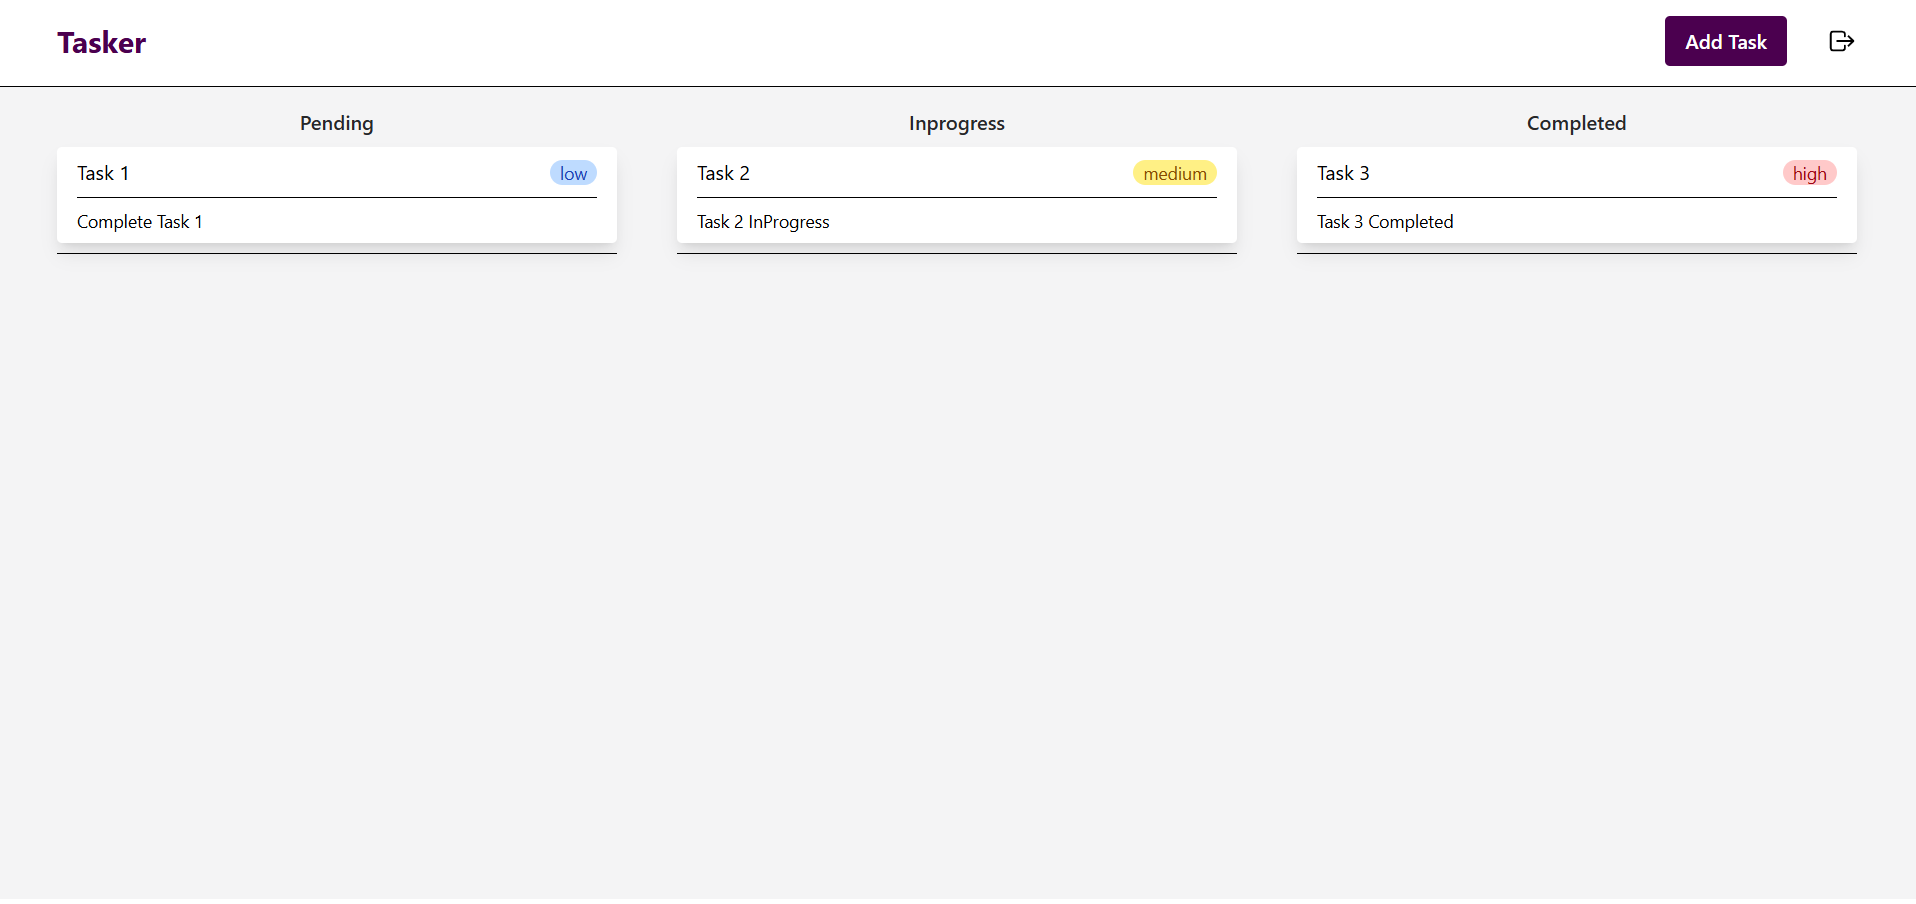 Tasker
Add Task
Pending
Task 1
low
Complete Task 1
Inprogress
Task 2
medium
Task 2 InProgress
Completed
Task 3
high
Task 3 Completed